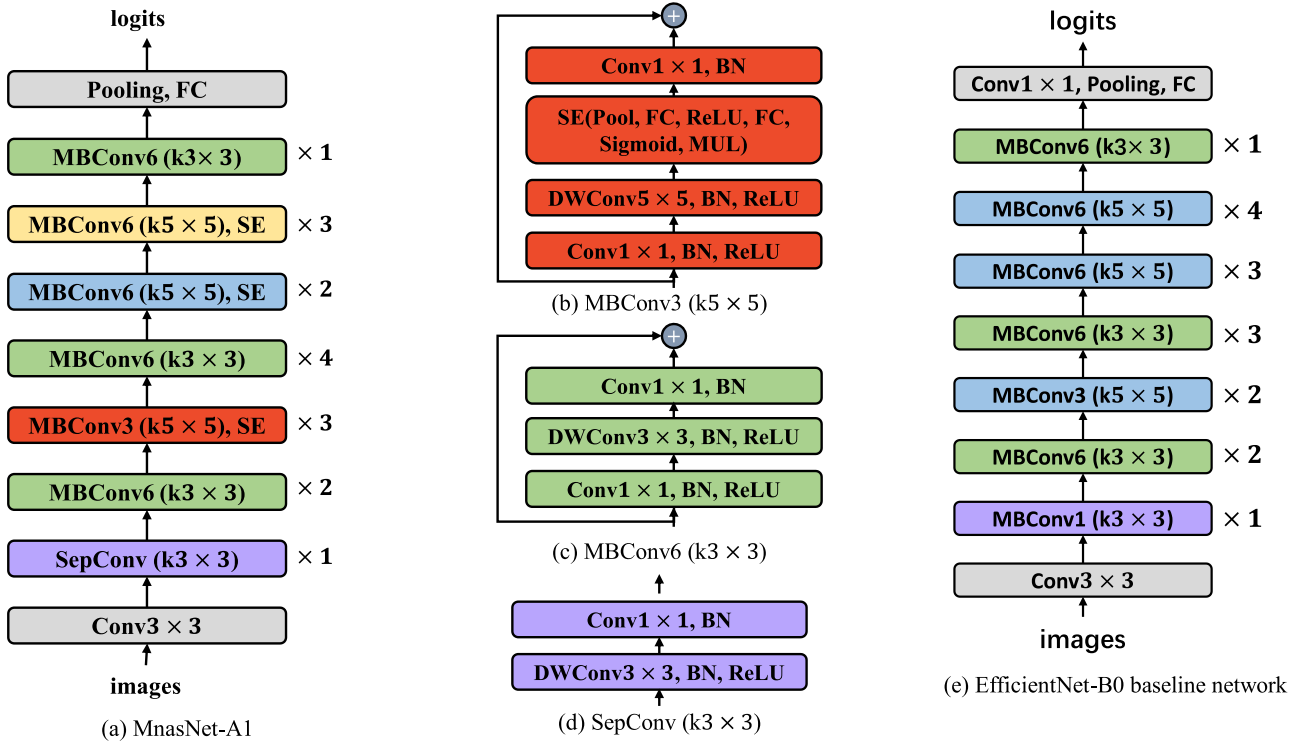 logits
Pooling, FC
MBConv6 (k3× 3) × 1
MBConv6 (k5 × 5), SE × 3
MBConv6 (k5 × 5), SE × 2
MBConv6 (k3 × 3) × 4
MBConv3 (k5 × 5), SE × 3
MBConv6 (k3 × 3) × 2
SepConv (k3 × 3) × 1
Conv3 × 3
images
(a) MnasNet-A1
+
Conv1 × 1, BN
SE(Pool, FC, ReLU, FC,
Sigmoid, MUL)
DWConv5 × 5, BN, ReLU
Conv1 × 1, BN, ReLU
(b) MBConv3 (k5 × 5)
+
Conv1 × 1, BN
DWConv3 × 3, BN, ReLU
Conv1 × 1, BN, ReLU
(c) MBConv6 (k3 × 3)
Conv1 × 1, BN
DWConv3 × 3, BN, ReLU
(d) SepConv (k3 × 3)
logits
Conv1 × 1, Pooling, FC
MBConv6 (k3× 3) × 1
MBConv6 (k5 × 5) × 4
MBConv6 (k5 × 5) × 3
MBConv6 (k3 × 3) × 3
MBConv3 (k5 × 5) × 2
MBConv6 (k3 × 3) × 2
MBConv1 (k3 × 3) × 1
Conv3 × 3
images
(e) EfficientNet-B0 baseline network